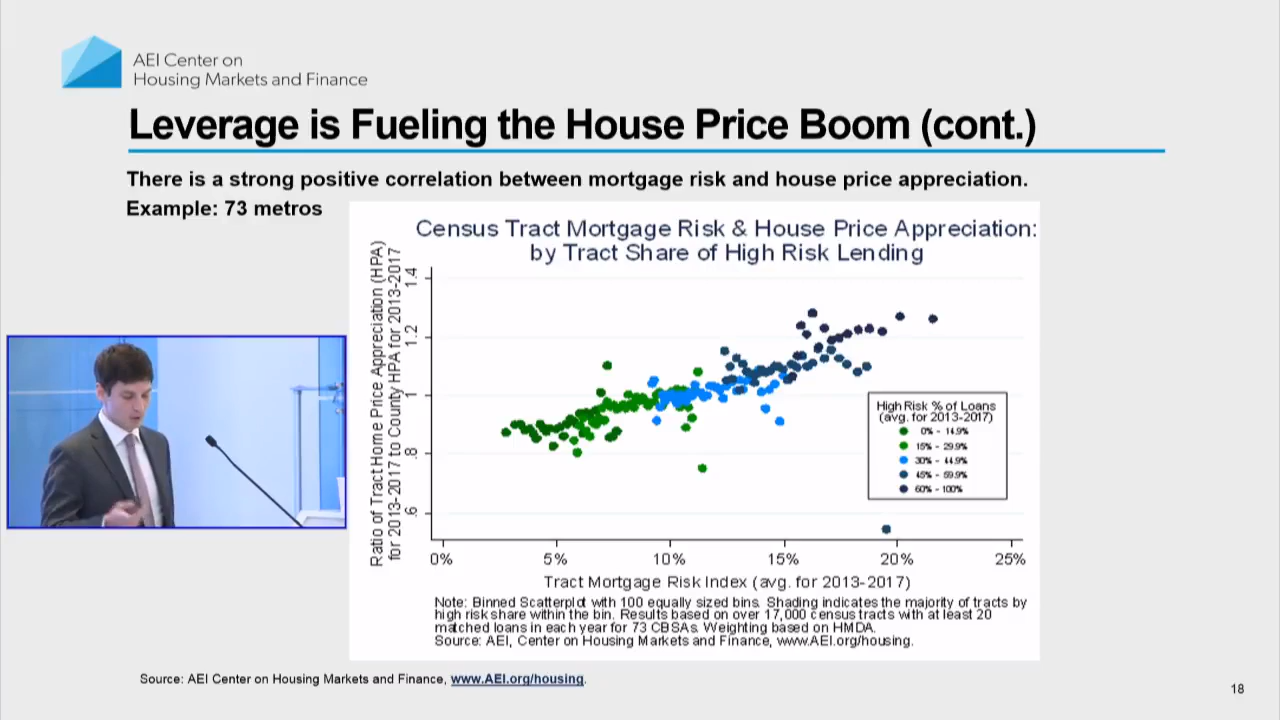 AEI Center on
Housing Markets and Finance
Leverage is Fueling the House Price Boom (cont.)
There is a strong positive correlation between mortgage risk and house price appreciation.
Example: 73 metros
Census Tract Mortgage Risk & House Price Appreciation:
by Tract Share of High Risk Lending
Ratio of Tract Home Price Appreciation (HPA)
for 2013-2017 to County HPA for 2013-2017
1.4
1.2
1
.8
.6
High Risk % of Loans
(avg. for 2013-2017)
0% - 14.9%
15% - 29.9%
30% - 44.9%
45% - 59.9%
60% - 100%
0%
5%
10%
15%
20%
25%
Tract Mortgage Risk Index (avg. for 2013-2017)
Note: Binned Scatterplot with 100 equally sized bins. Shading indicates the majority of tracts by
high risk share within the bin. Results based on over 17,000 census tracts with at least 20
matched loans in each year for 73 CBSAs. Weighting based on HMDA.
Source: AEI, Center on Housing Markets and Finance, www.AEI.org/housing.
Source: AEI Center on Housing Markets and Finance, www.AEI.org/housing.
18